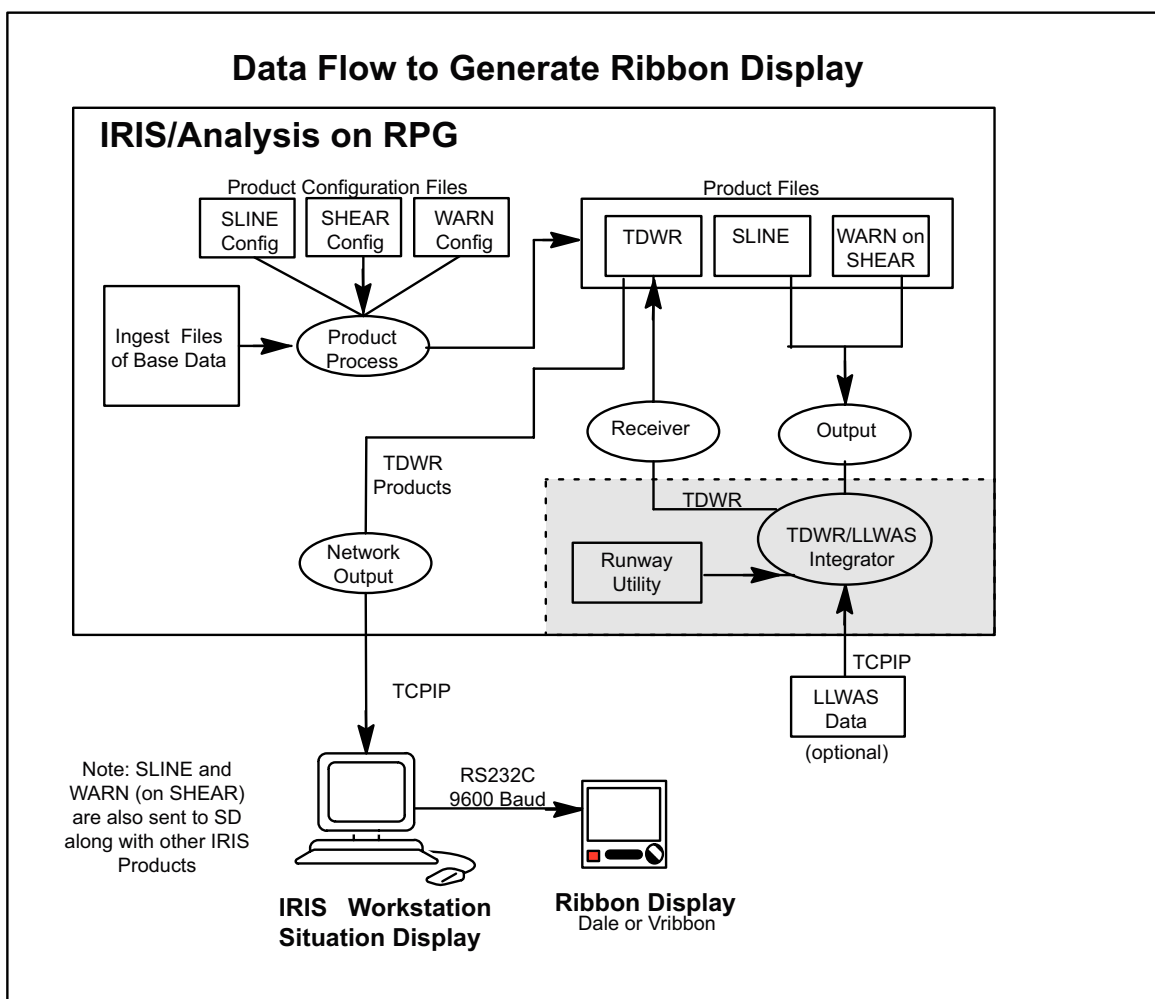 Data Flow to Generate Ribbon Display
IRIS/Analysis on RPG
Product Configuration Files
SLINE
Config
SHEAR
Config
WARN
Config
Product Files
TDWR
SLINE
WARN on
SHEAR
Ingest Files
of Base Data
Product
Process
Receiver
Output
TDWR
Products
TDWR
TDWR/LLWAS
Integrator
Network
Output
Runway
Utility
TCPIP
TCPIP
LLWAS
Data
(optional)
Note: SLINE and
WARN (on SHEAR)
are also sent to SD
along with other IRIS
Products
RS232C
9600 Baud
IRIS Workstation
Situation Display
Ribbon Display
Dale or Vribbon